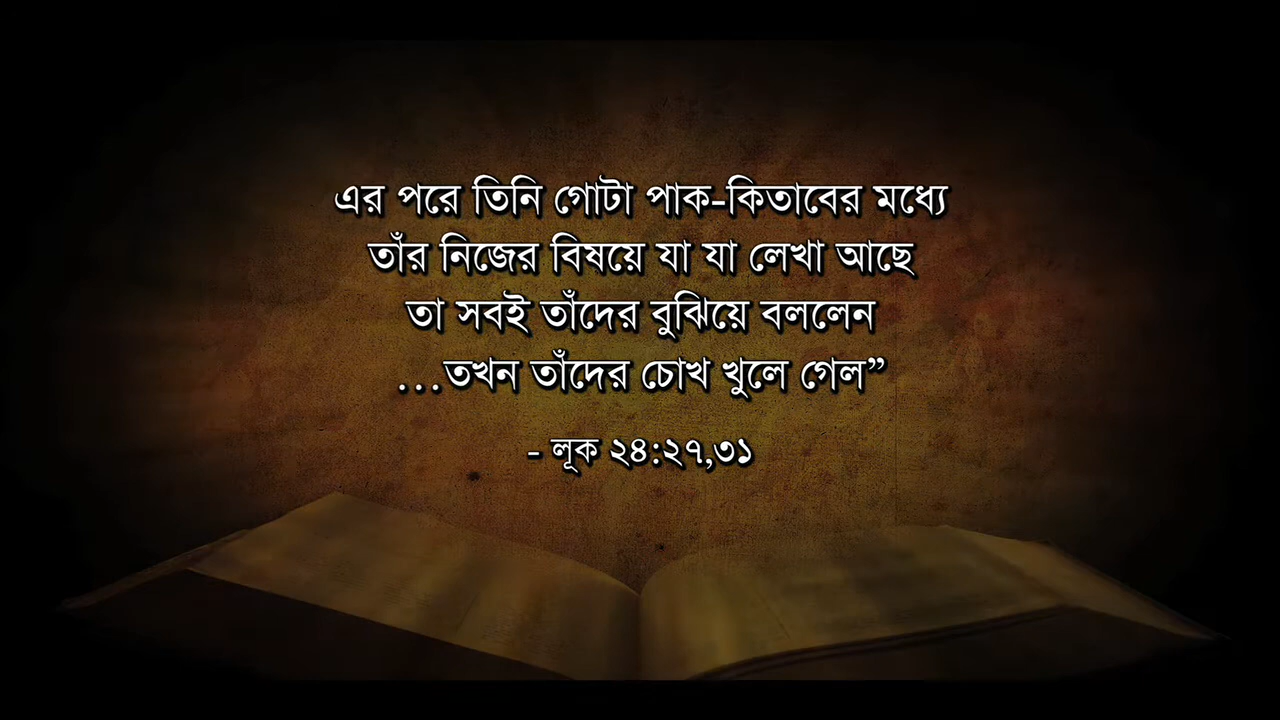 এর পরে তিনি গোটা পাক-কিতাবের মধ্যে
তাঁর নিজের বিষয়ে যা যা লেখা আছে
তা সবই তাঁদের বুঝিয়ে বললেন
...তখন তাঁদের চোখ খুলে গেল”
- লূক ২৪:২৭,৩১